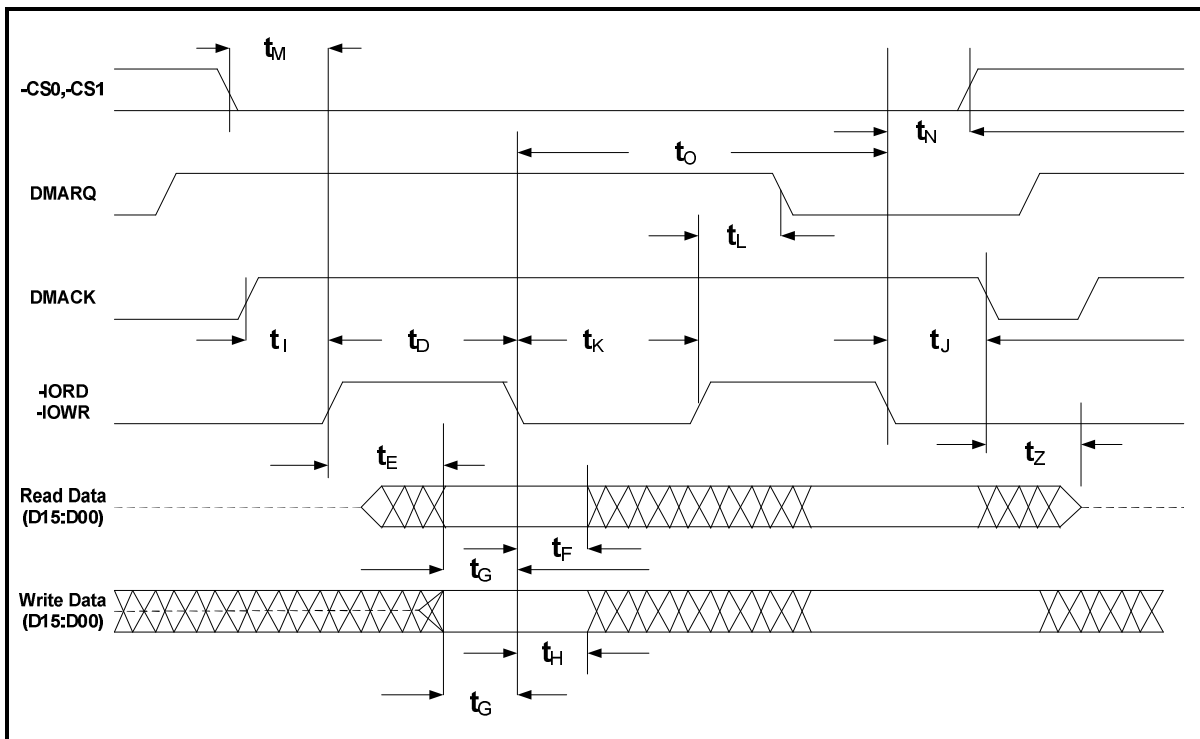 tM
-CS0,-CS1
tN
tO
DMARQ
tL
DMACK
tI
tD
tK
tJ
-IORD
-IOWR
tE
tZ
Read Data
(D15:D00)
tF
tG
Write Data
(D15:D00)
tH
tG